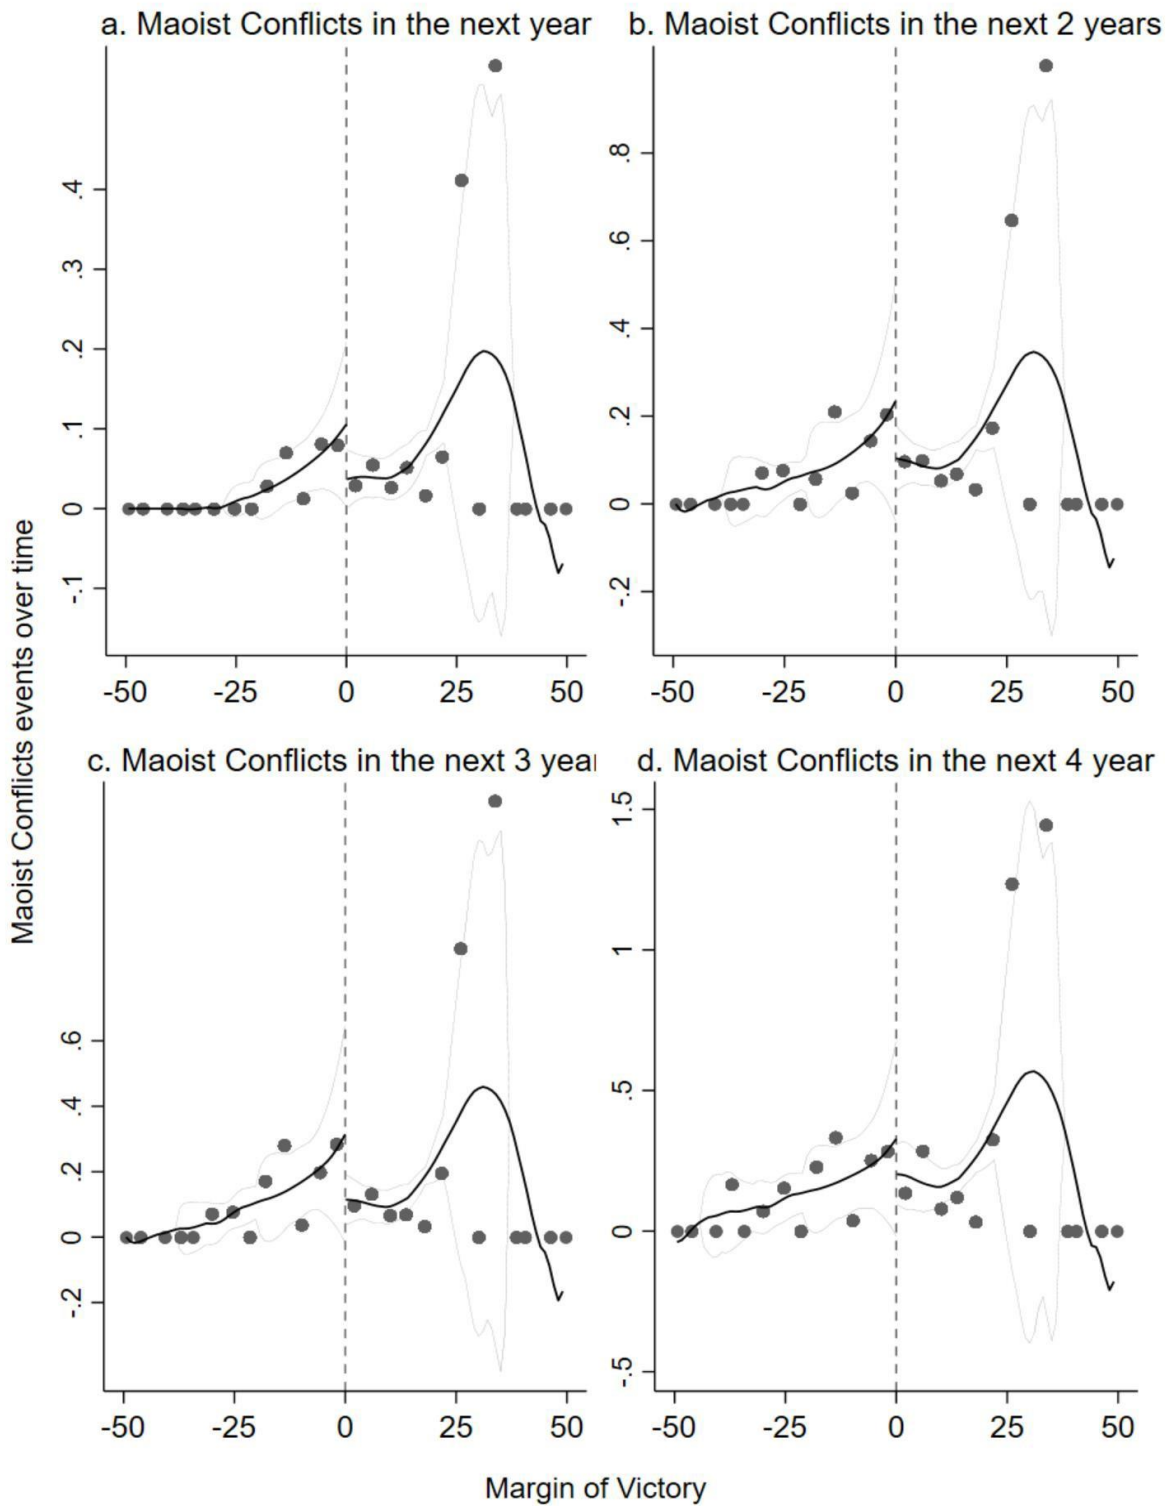 a. Maoist Conflicts in the next year
b. Maoist Conflicts in the next 2 years
.4
.3
.2
.1
0
-.1
-50 -25 0 25 50
.8
.6
.4
.2
0
-.2
-50 -25 0 25 50
c. Maoist Conflicts in the next 3 year
d. Maoist Conflicts in the next 4 year
.6
.4
.2
0
-.2
-50 -25 0 25 50
1.5
1
.5
0
-.5
-50 -25 0 25 50
Maoist Conflicts events over time
Margin of Victory